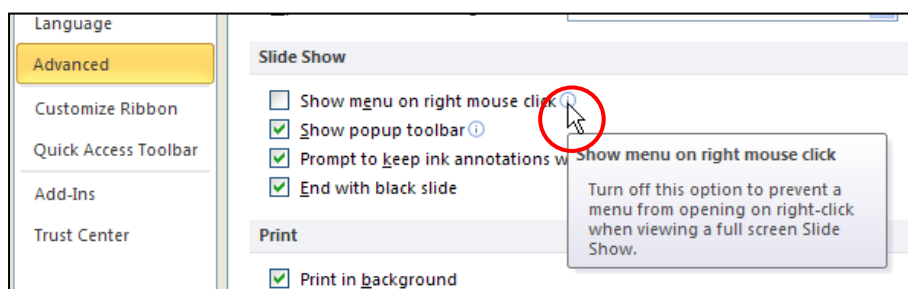 Language
Advanced
Customize Ribbon
Quick Access Toolbar
Add-Ins
Trust Center
Slide Show
Show menu on right mouse click
Show popup toolbar
Prompt to keep ink annotations w
End with black slide
Show menu on right mouse click
Turn off this option to prevent a
menu from opening on right-click
when viewing a full screen Slide
Show.
Print
Print in background